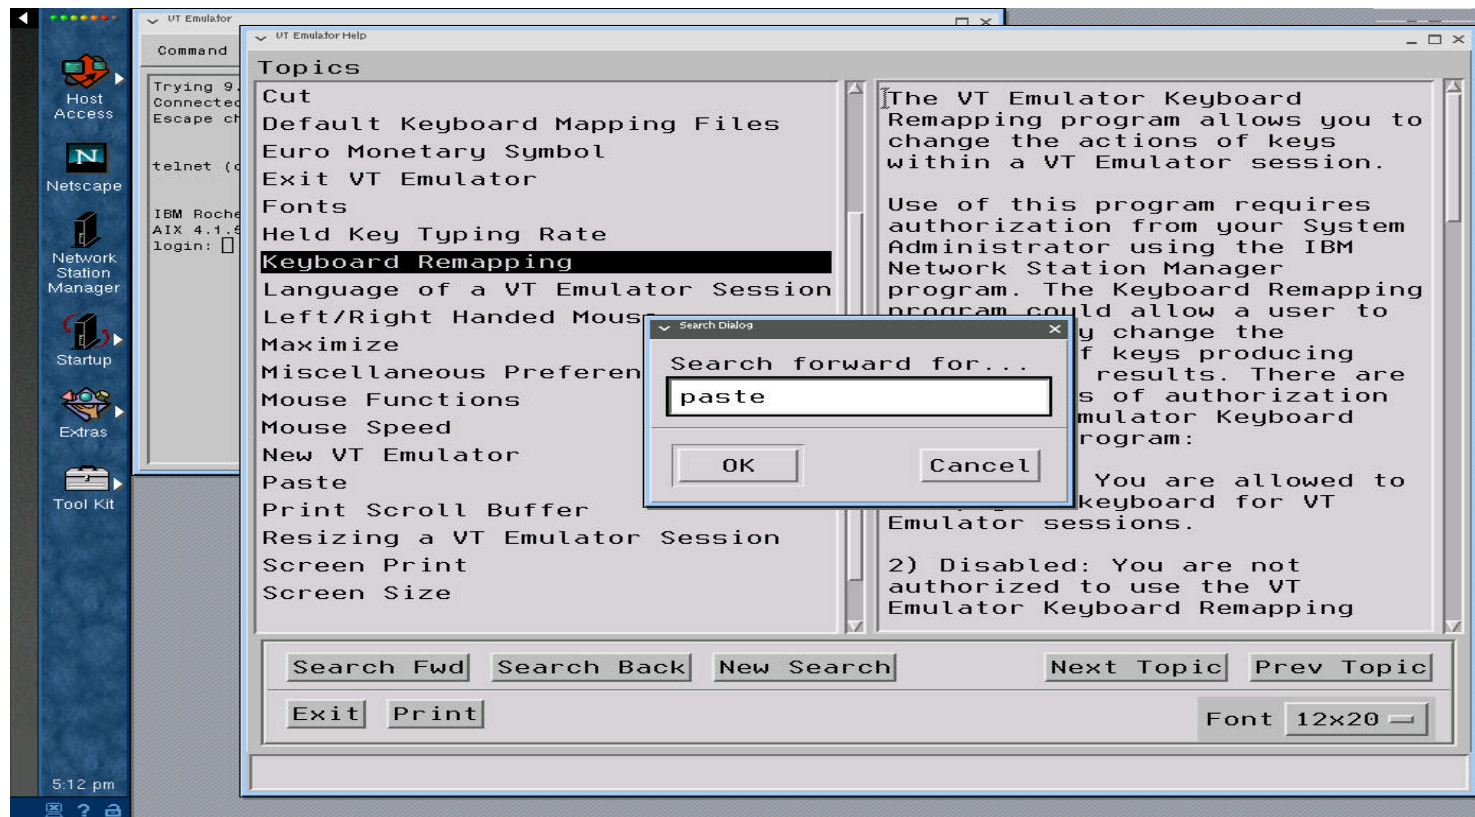 VT Emulator
Command
Trying 9.
Connected
Escape ch
telnet (
IBM Roche
AIX 4.1.
login:
Host
Access
N
Netscape
Network
Station
Manager
Startup
Extras
Tool Kit
5:12 pm
?
VT Emulator Help
Topics
Cut
Default Keyboard Mapping Files
Euro Monetary Symbol
Exit VT Emulator
Fonts
Held Key Typing Rate
Keyboard Remapping
Language of a VT Emulator Session
Left/Right Handed Mouse
Maximize
Miscellaneous Preferen
Mouse Functions
Mouse Speed
New VT Emulator
Paste
Print Scroll Buffer
Resizing a VT Emulator Session
Screen Print
Screen Size
The VT Emulator Keyboard
Remapping program allows you to
change the actions of keys
within a VT Emulator session.
Use of this program requires
authorization from your System
Administrator using the IBM
Network Station Manager
program. The Keyboard Remapping
program could allow a user to
y change the
f keys producing
results. There are
s of authorization
mulator Keyboard
rogram:
You are allowed to
keyboard for VT
Emulator sessions.
2) Disabled: You are not
authorized to use the VT
Emulator Keyboard Remapping
Search Dialog
Search forward for...
paste
OK
Cancel
Search Fwd Search Back New Search Next Topic Prev Topic
Exit Print Font 12x20